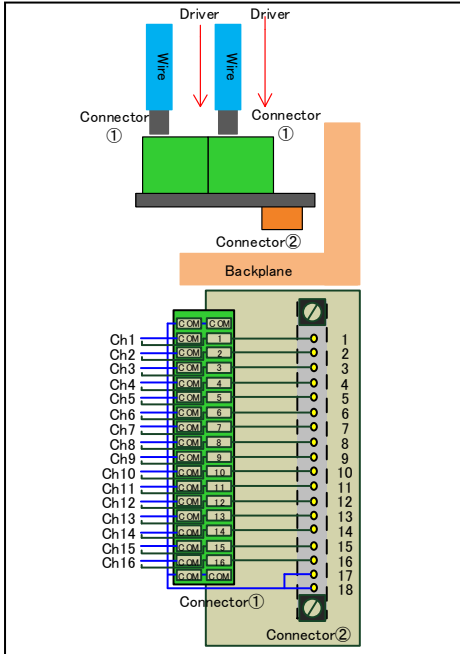 Driver Driver
Wire Wire
Connector Connector
① ①
Connector②
Backplane
COM COM
Ch1 COM 1 1
Ch2 COM 2 2
Ch3 COM 3 3
Ch4 COM 4 4
Ch5 COM 5 5
Ch6 COM 6 6
Ch7 COM 7 7
Ch8 COM 8 8
Ch9 COM 9 9
Ch10 COM 10 10
Ch11 COM 11 11
Ch12 COM 12 12
Ch13 COM 13 13
Ch14 COM 14 14
Ch15 COM 15 15
Ch16 COM 16 16
COM COM 17
18
Connector①
Connector②